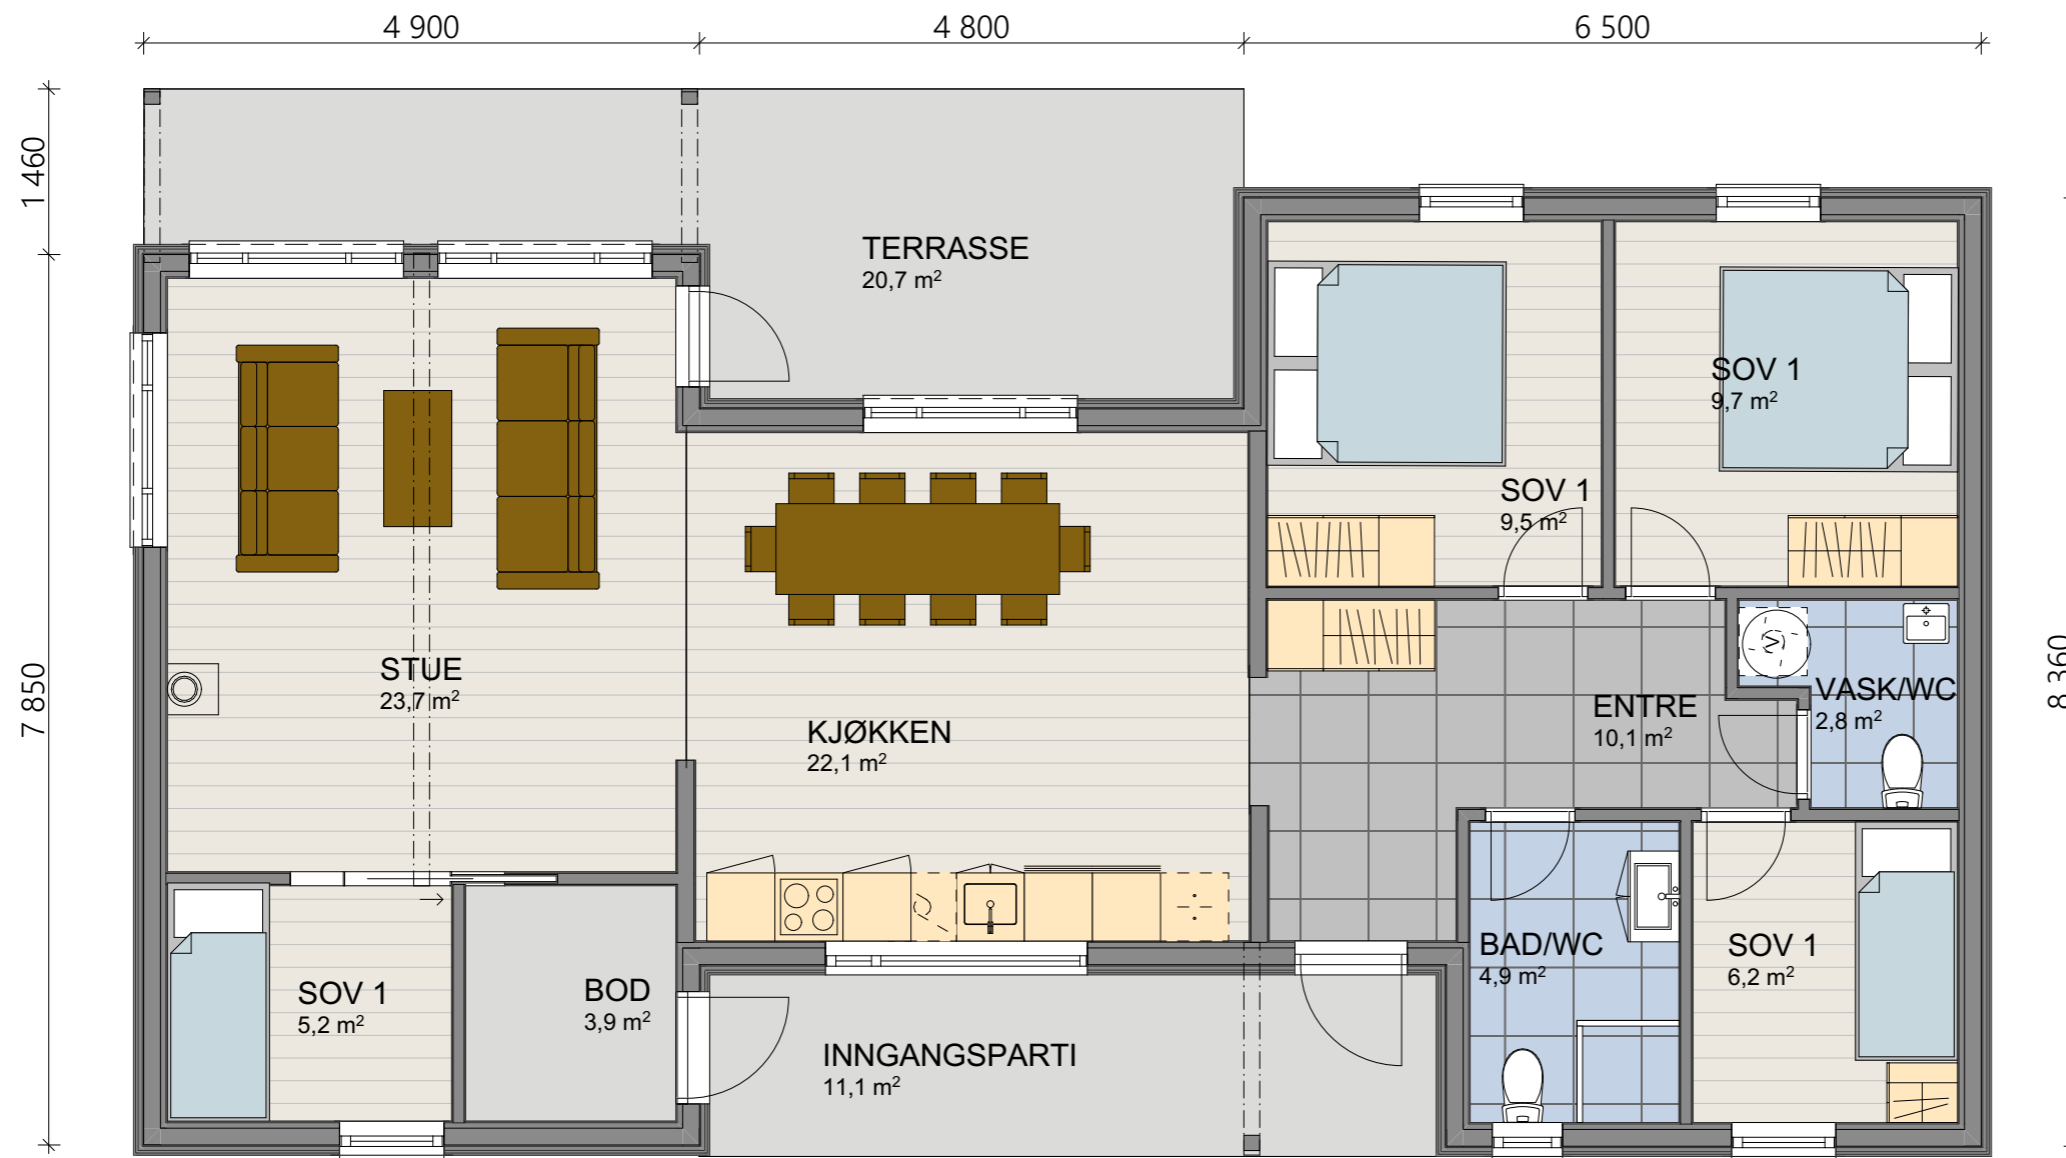 4 900
4 800
6 500
1 460
7 850
8 360
TERRASSE
20,7 m²
SOV 1
9,7 m²
SOV 1
9,5 m²
STUE
23,7 m²
KJØKKEN
22,1 m²
ENTRE
10,1 m²
VASK/WC
2,8 m²
SOV 1
5,2 m²
BOD
3,9 m²
INNGANGSPARTI
11,1 m²
BAD/WC
4,9 m²
SOV 1
6,2 m²